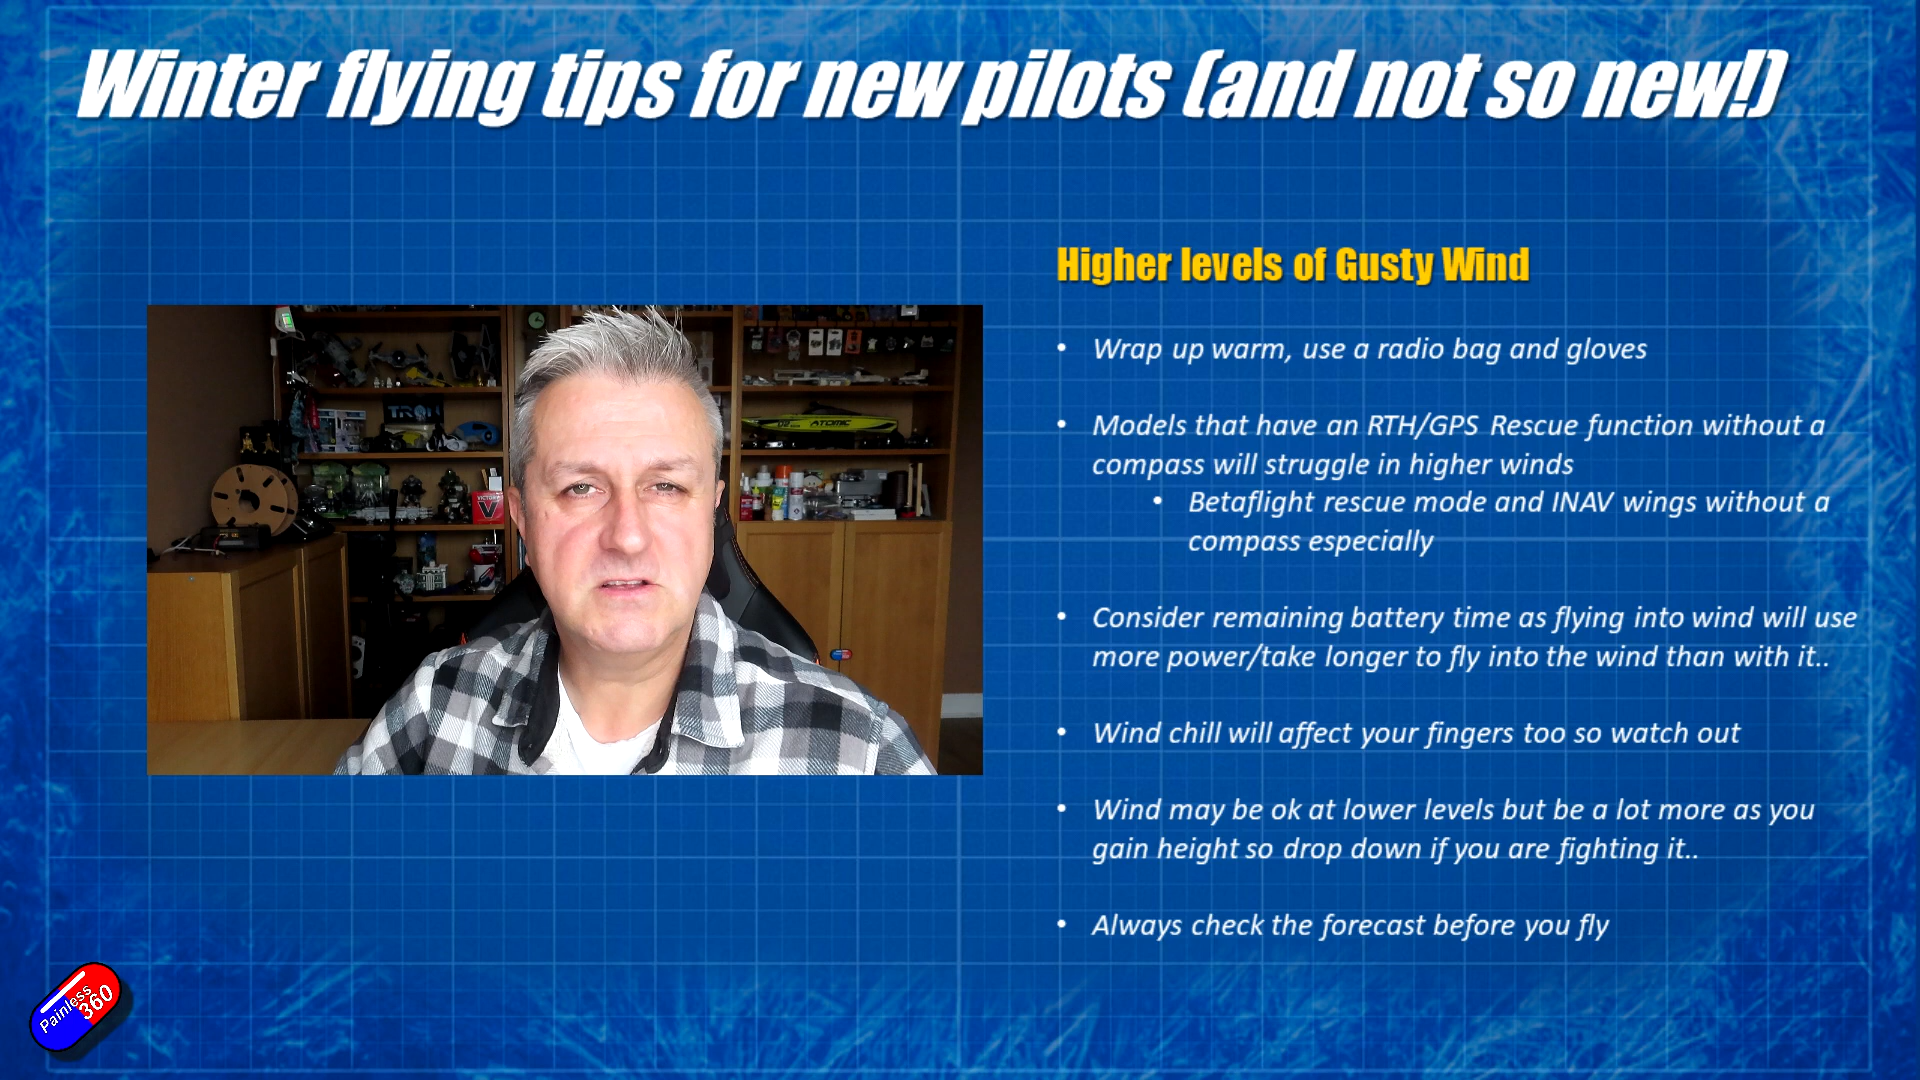 Winter flying tips for new pilots (and not so new!)
Higher levels of Gusty Wind
• Wrap up warm, use a radio bag and gloves
• Models that have an RTH/GPS Rescue function without a
compass will struggle in higher winds
• Betaflight rescue mode and INAV wings without a
compass especially
• Consider remaining battery time as flying into wind will use
more power/take longer to fly into the wind than with it..
• Wind chill will affect your fingers too so watch out
• Wind may be ok at lower levels but be a lot more as you
gain height so drop down if you are fighting it..
• Always check the forecast before you fly
TRON
ATOMIC
V
Painless
360